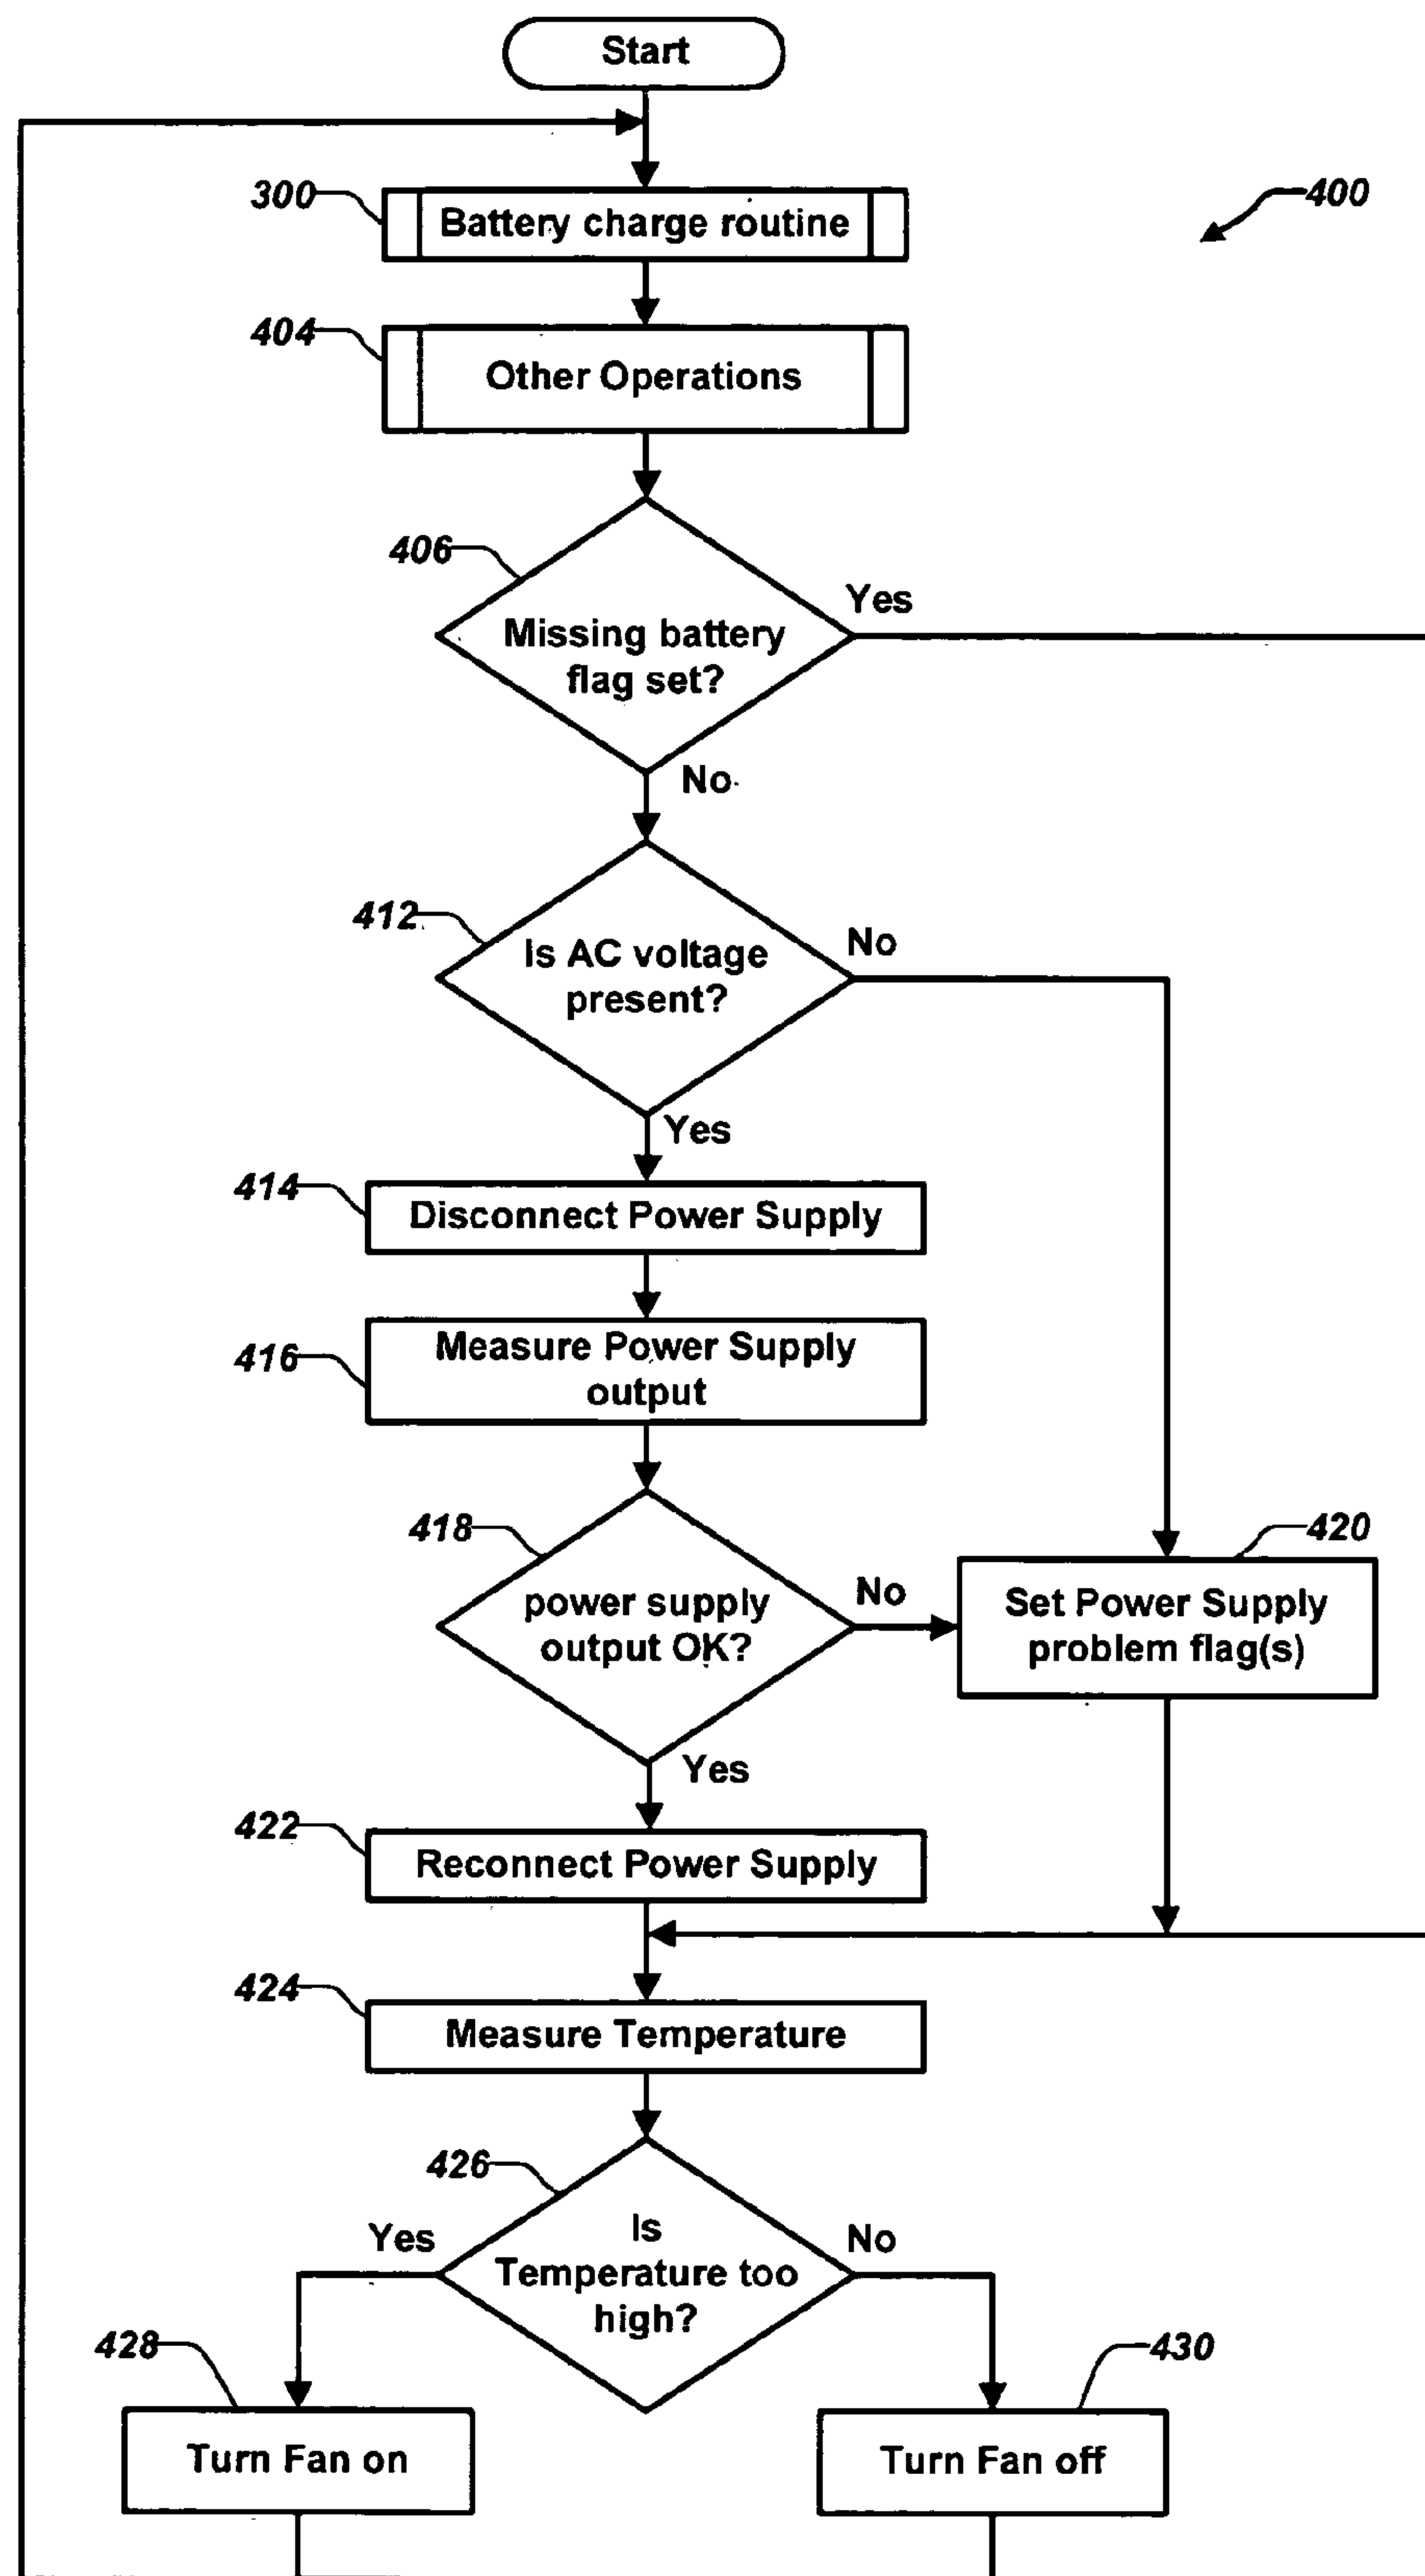 Start
300
Battery charge routine
400
404
Other Operations
406
Missing battery
flag set?
Yes
No
412
Is AC voltage
present?
No
Yes
414
Disconnect Power Supply
416
Measure Power Supply
output
418
power supply
output OK?
No
420
Set Power Supply
problem flag(s)
Yes
422
Reconnect Power Supply
424
Measure Temperature
426
Is
Temperature too
high?
Yes
No
428
Turn Fan on
430
Turn Fan off